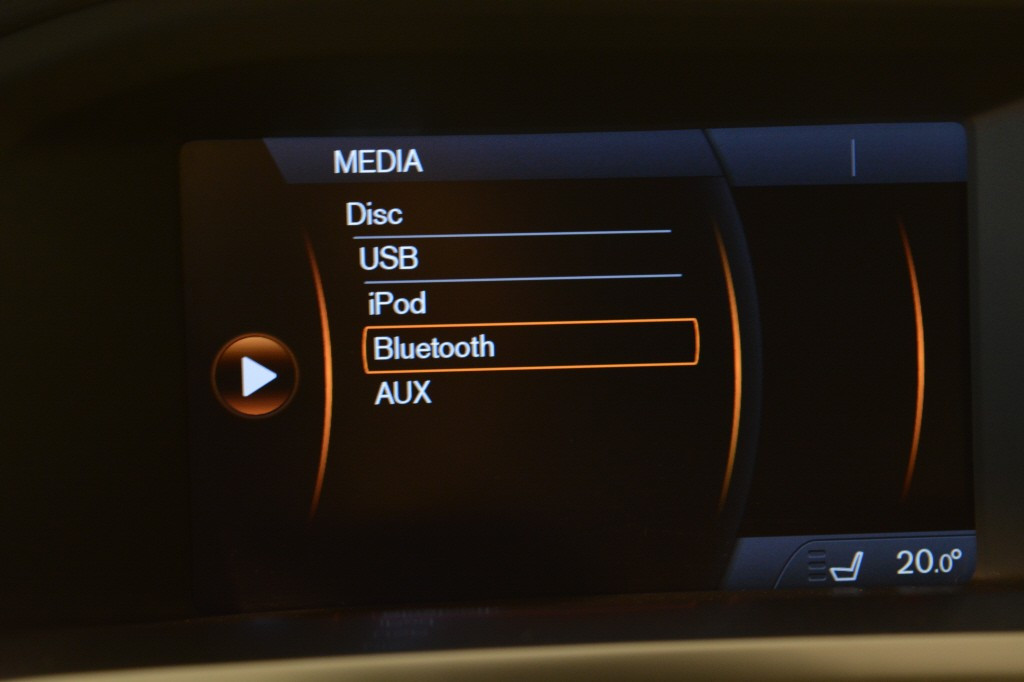 MEDIA
Disc
USB
iPod
Bluetooth
AUX
20.0°